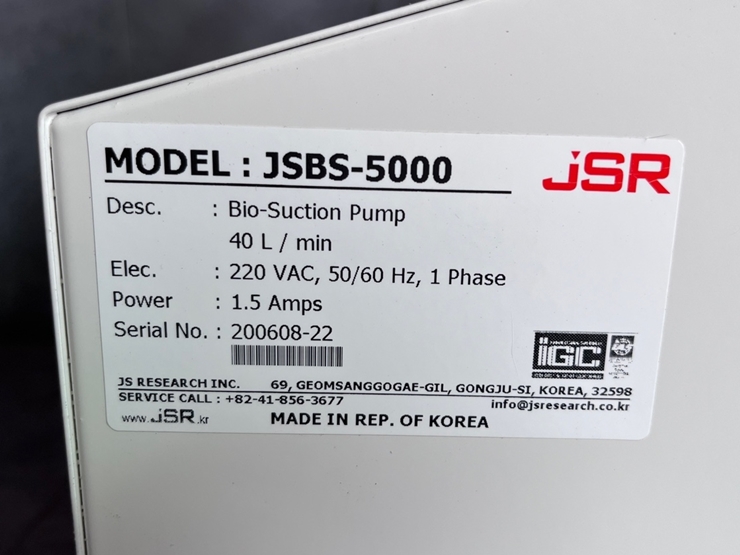 MODEL : JSBS-5000
JSR
Desc. : Bio-Suction Pump
40 L / min
Elec. : 220 VAC, 50/60 Hz, 1 Phase
Power : 1.5 Amps
Serial No. : 200608-22
iGC
JS RESEARCH INC. 69, GEOMSANGGOGAE-GIL, GONGJU-SI, KOREA, 32598
SERVICE CALL : +82-41-856-3677 info@jsresearch.co.kr
www.JSR.kr MADE IN REP. OF KOREA